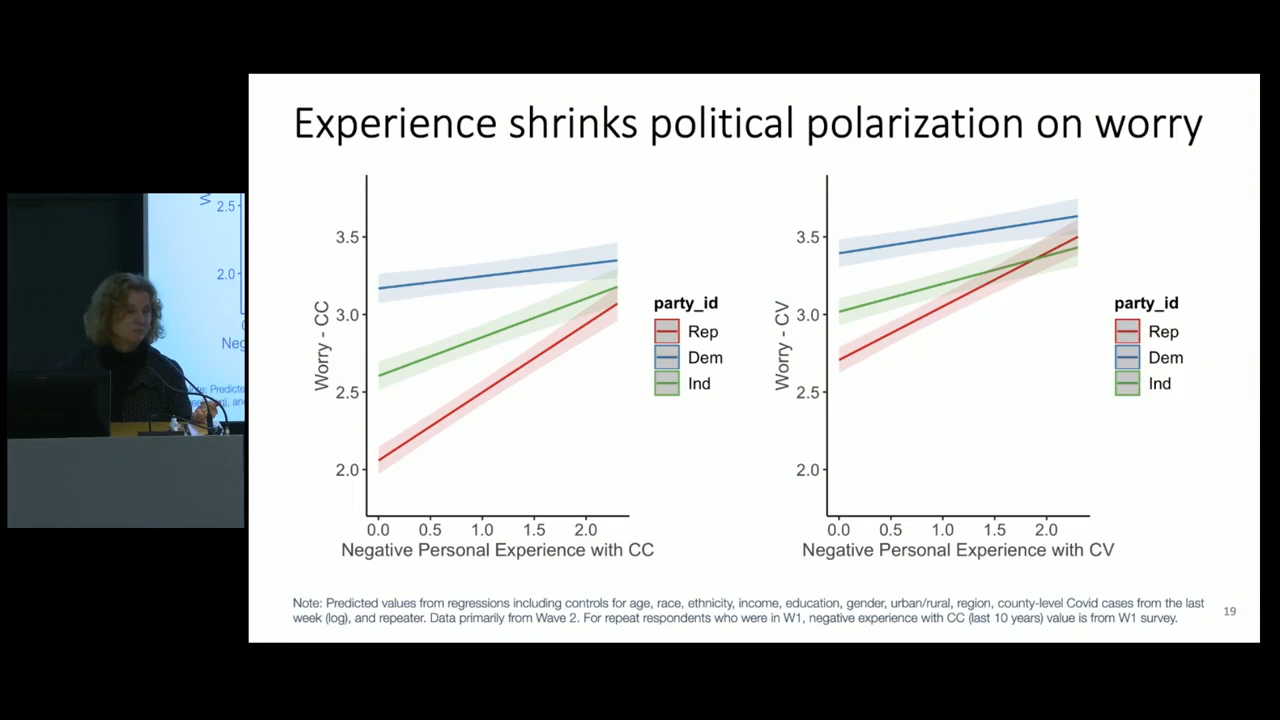 Experience shrinks political polarization on worry
3.5
3.0
2.5
2.0
Worry - CC
0.0 0.5 1.0 1.5 2.0
Negative Personal Experience with CC
party_id
Rep
Dem
Ind
3.5
3.0
2.5
2.0
Worry - CV
0.0 0.5 1.0 1.5 2.0
Negative Personal Experience with CV
party_id
Rep
Dem
Ind
Note: Predicted values from regressions including controls for age, race, ethnicity, income, education, gender, urban/rural, region, county-level Covid cases from the last
week (log), and repeater. Data primarily from Wave 2. For repeat respondents who were in W1, negative experience with CC (last 10 years) value is from W1 survey.
19
2.5
2.0
Neg